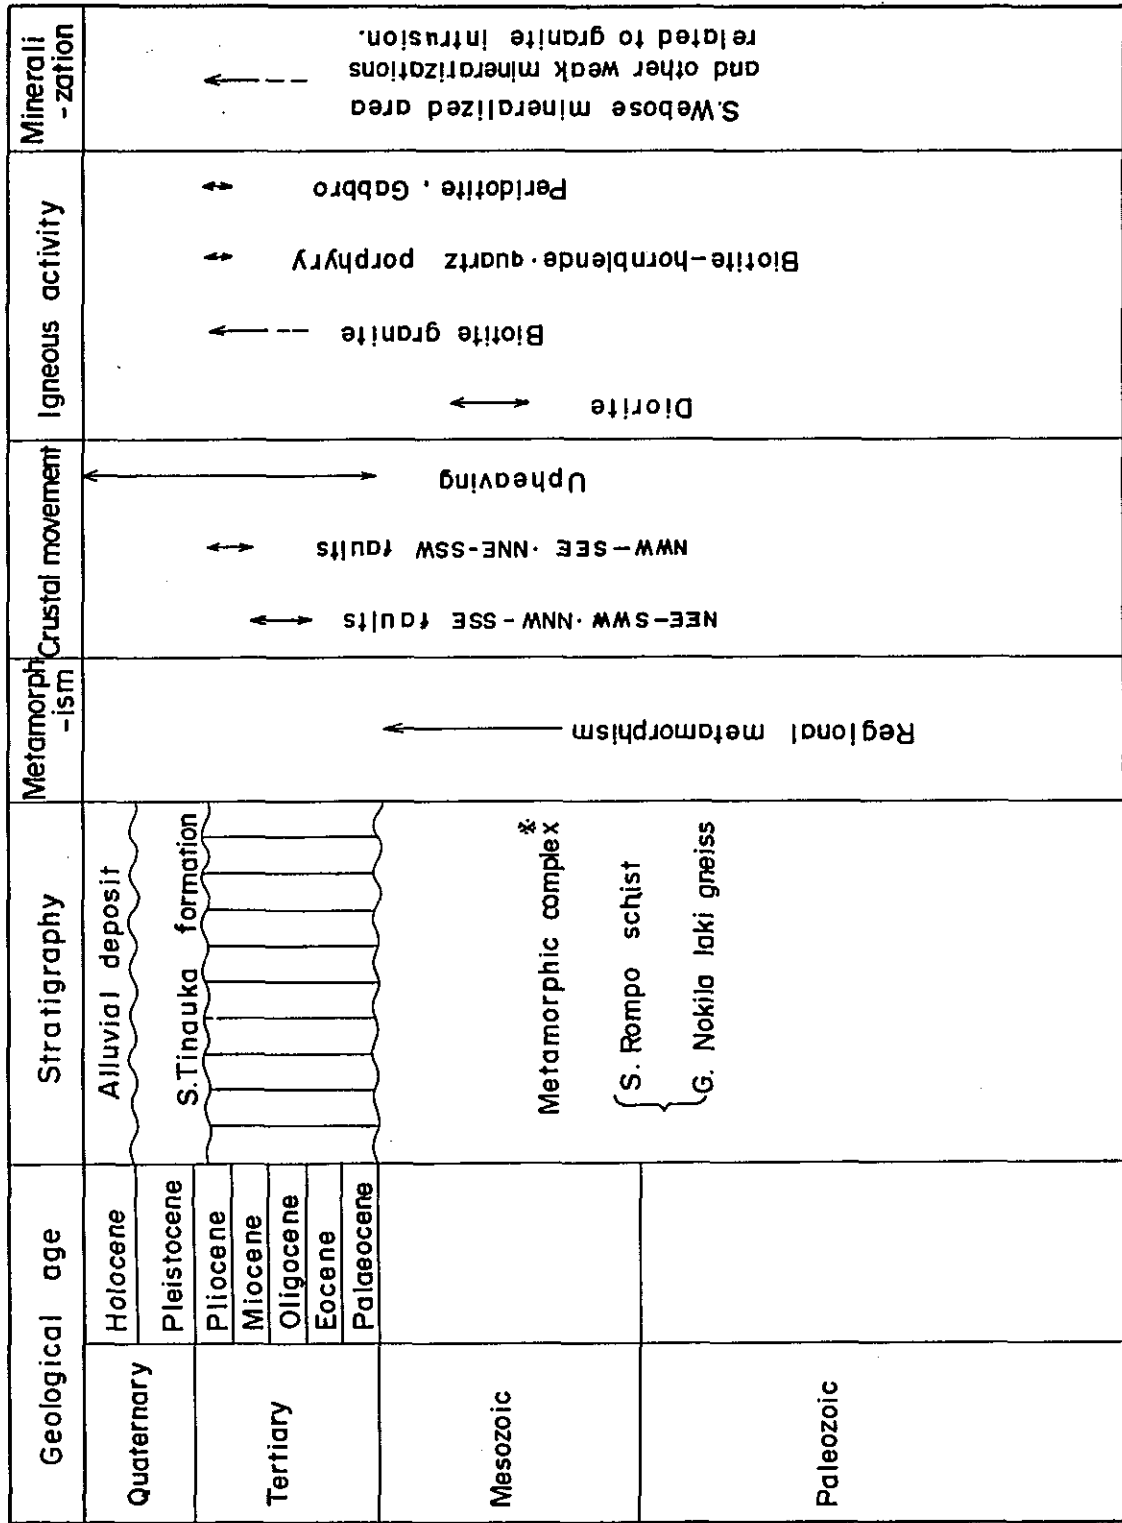 Geological age
Stratigraphy
Metamorph
-ism
Crustal movement
Igneous activity
Minerali
-zation
Quaternary
Holocene
Pleistocene
Tertiary
Pliocene
Miocene
Oligocene
Eocene
Palaeocene
Mesozoic
Paleozoic
Alluvial deposit
S.Tinauka formation
Metamorphic complex *
S. Rompo schist
G. Nokila laki gneiss
Regional metamorphism
NEE-SWW·NNW-SSE faults
NWW-SEE·NNE-SSW faults
Upheaving
Diorite
Biotite granite
Biotite-hornblende·quartz porphyry
Peridotite . Gabbro
S.Webose mineralized area
and other weak mineralizations
related to granite intrusion.